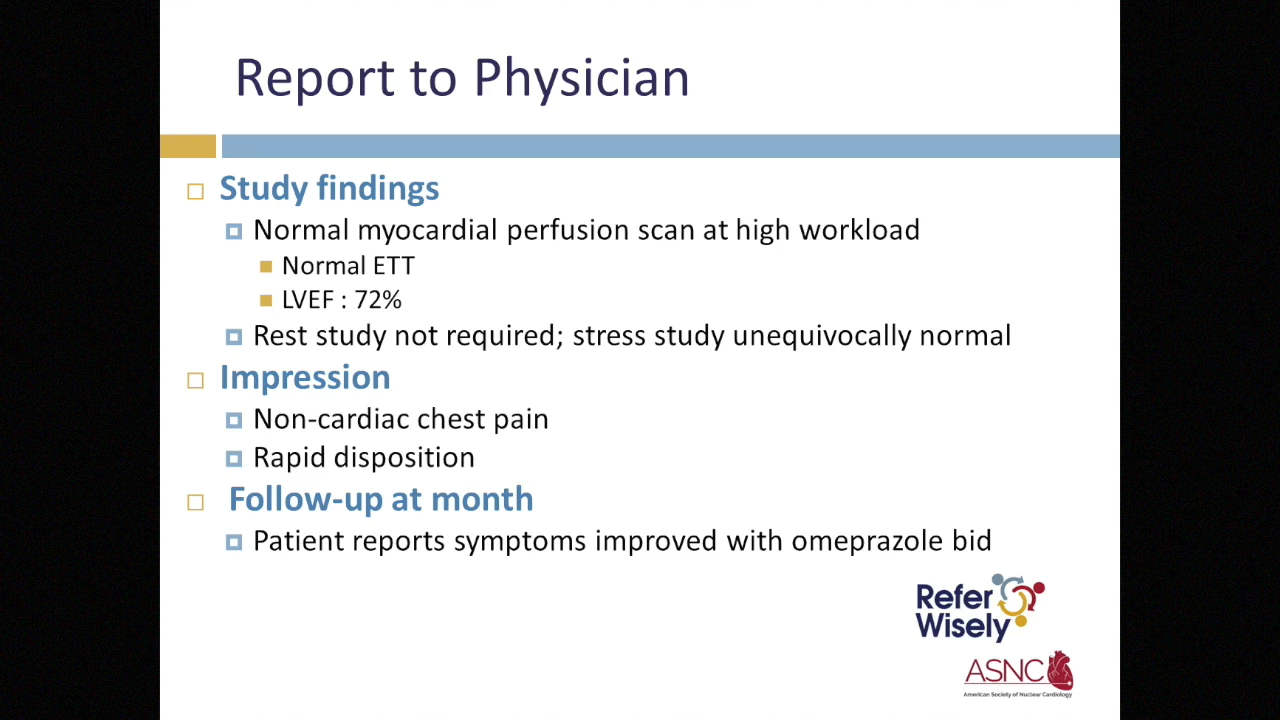 Report to Physician
Study findings
Normal myocardial perfusion scan at high workload
Normal ETT
LVEF : 72%
Rest study not required; stress study unequivocally normal
Impression
Non-cardiac chest pain
Rapid disposition
Follow-up at month
Patient reports symptoms improved with omeprazole bid
Refer
Wisely
ASNC
American Society of Nuclear Cardiology